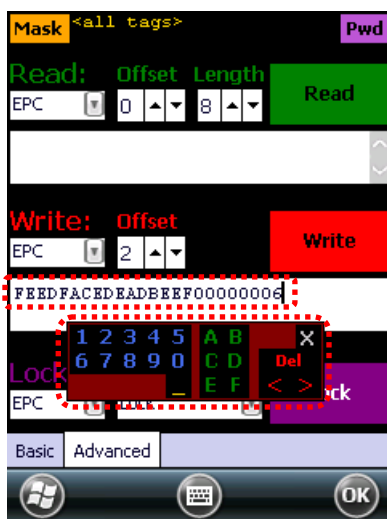 Mask <all tags> Pwd
Read: Offset Length
EPC 0 8 Read
Write: Offset
EPC 2 Write
FEEDFACEDEADBEEF00000006
1 2 3 4 5 A B X
6 7 8 9 0 C D Del
_ E F < >
Lock
EPC ck
Basic Advanced
OK